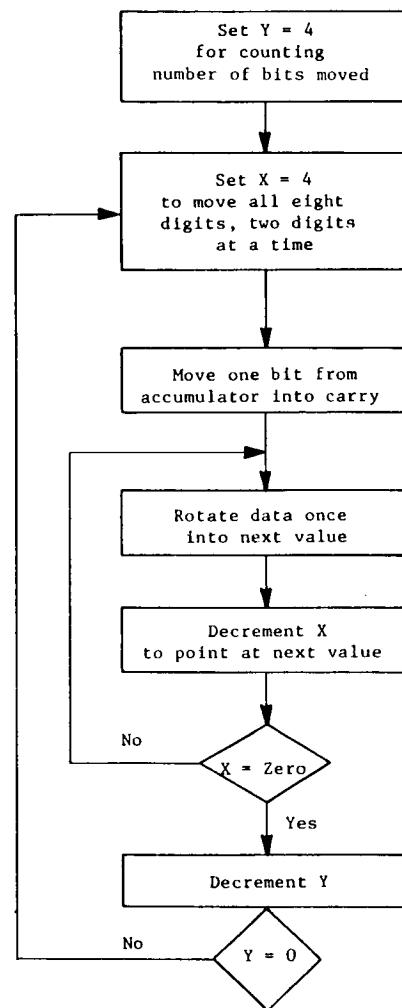 Set Y = 4
for counting
number of bits moved
Set X = 4
to move all eight
digits, two digits
at a time
Move one bit from
accumulator into carry
Rotate data once
into next value
Decrement X
to point at next value
No
X = Zero
Yes
Decrement Y
No
Y = 0